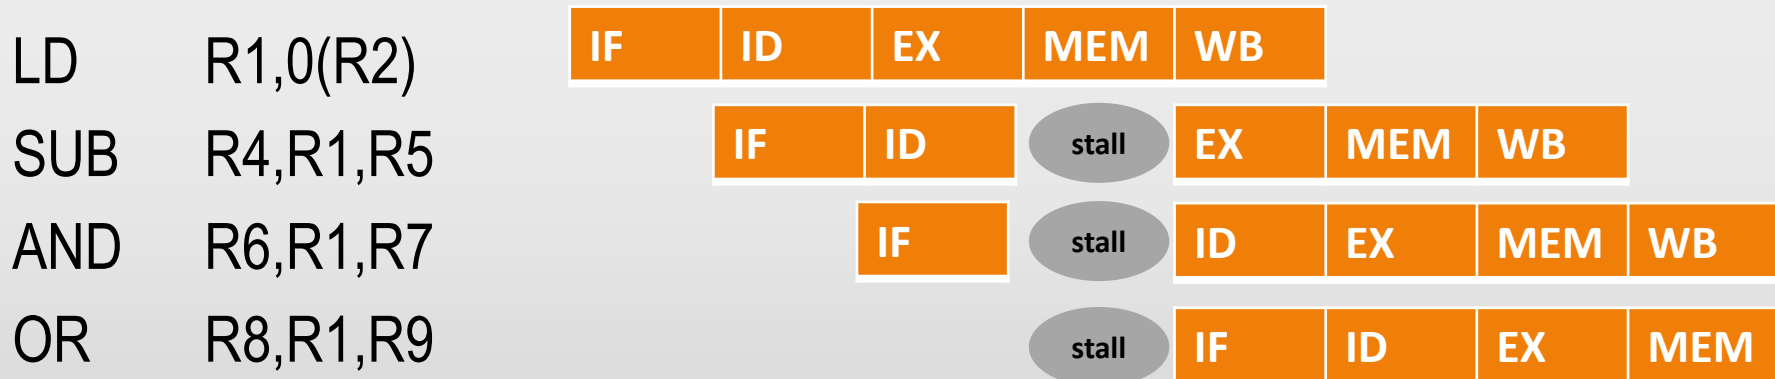 LD R1,0(R2) IF ID EX MEM WB
SUB R4,R1,R5 IF ID stall EX MEM WB
AND R6,R1,R7 IF stall ID EX MEM WB
OR R8,R1,R9 stall IF ID EX MEM